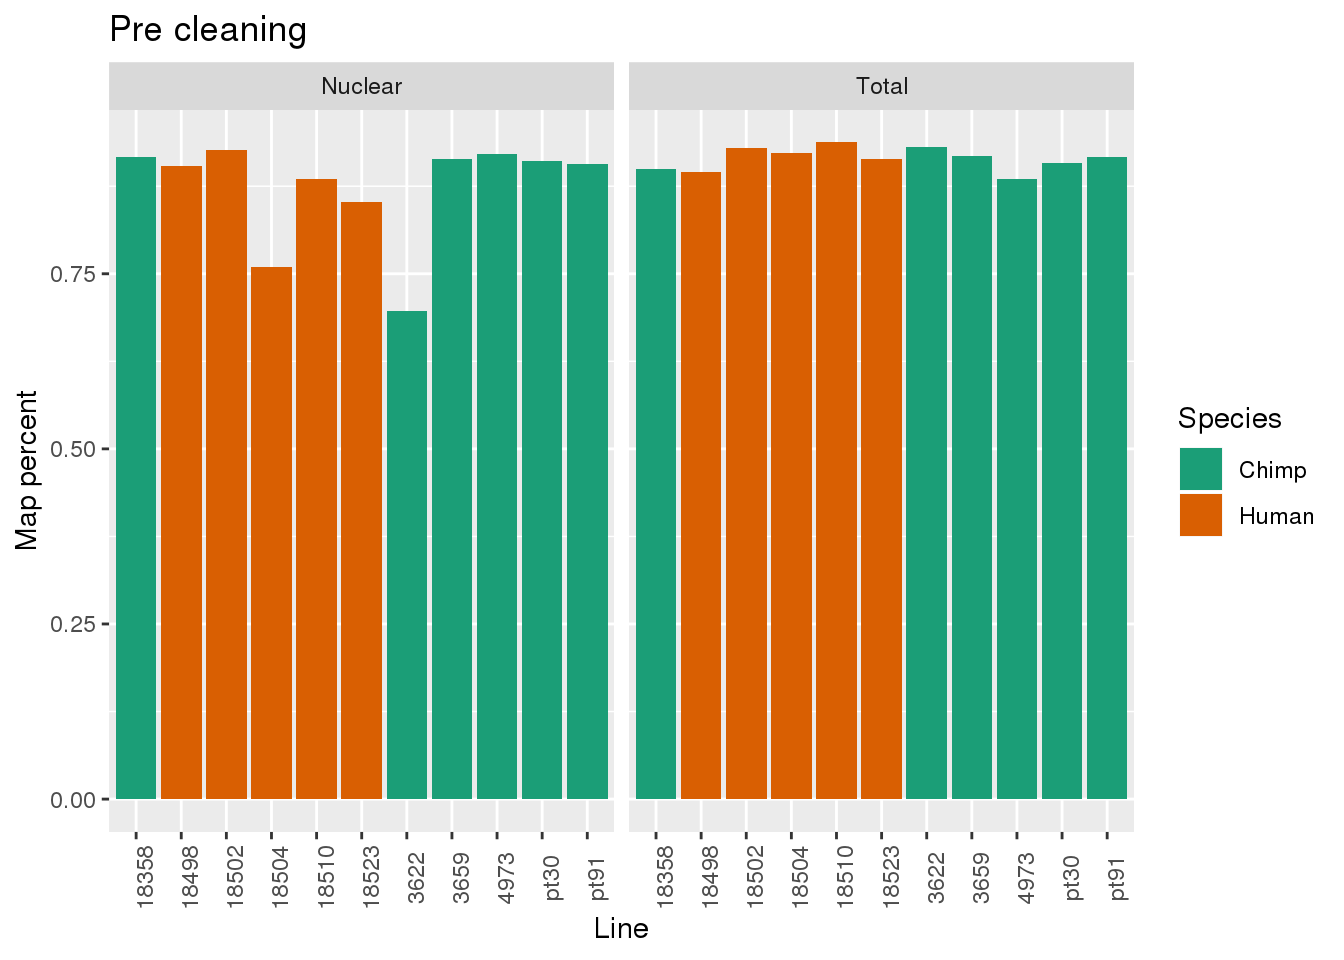 Pre cleaning
Nuclear
Total
Map percent
0.75
0.50
0.25
0.00
18358
18498
18502
18504
18510
18523
3622
3659
4973
pt30
pt91
18358
18498
18502
18504
18510
18523
3622
3659
4973
pt30
pt91
Line
Species
Chimp
Human